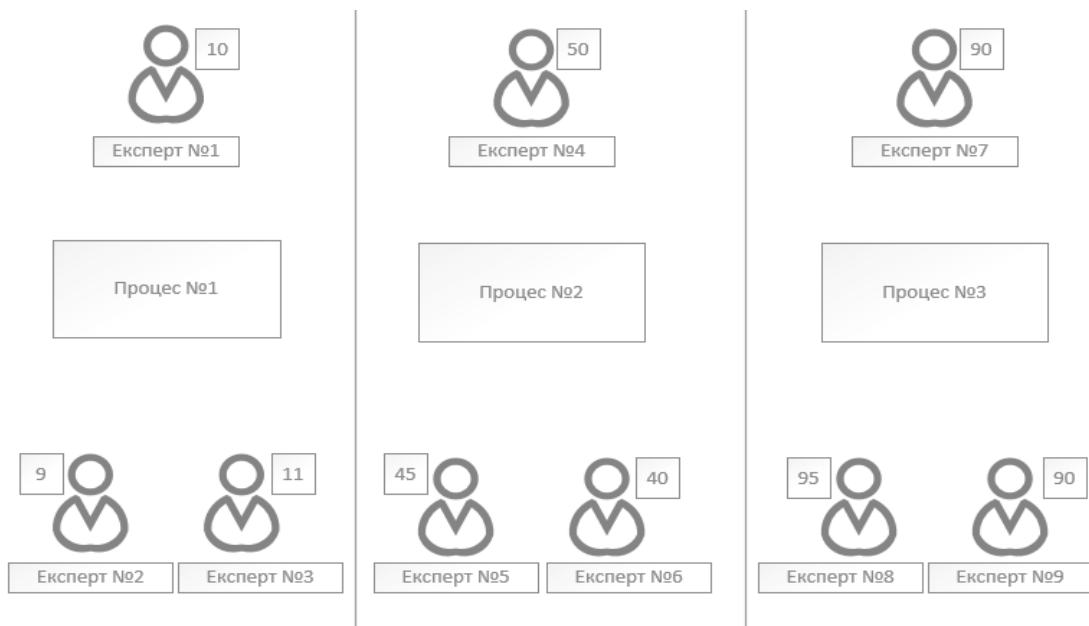 10
Експерт №1
Процес №1
9
11
Експерт №2
Експерт №3
50
Експерт №4
Процес №2
45
40
Експерт №5
Експерт №6
90
Експерт №7
Процес №3
95
90
Експерт №8
Експерт №9